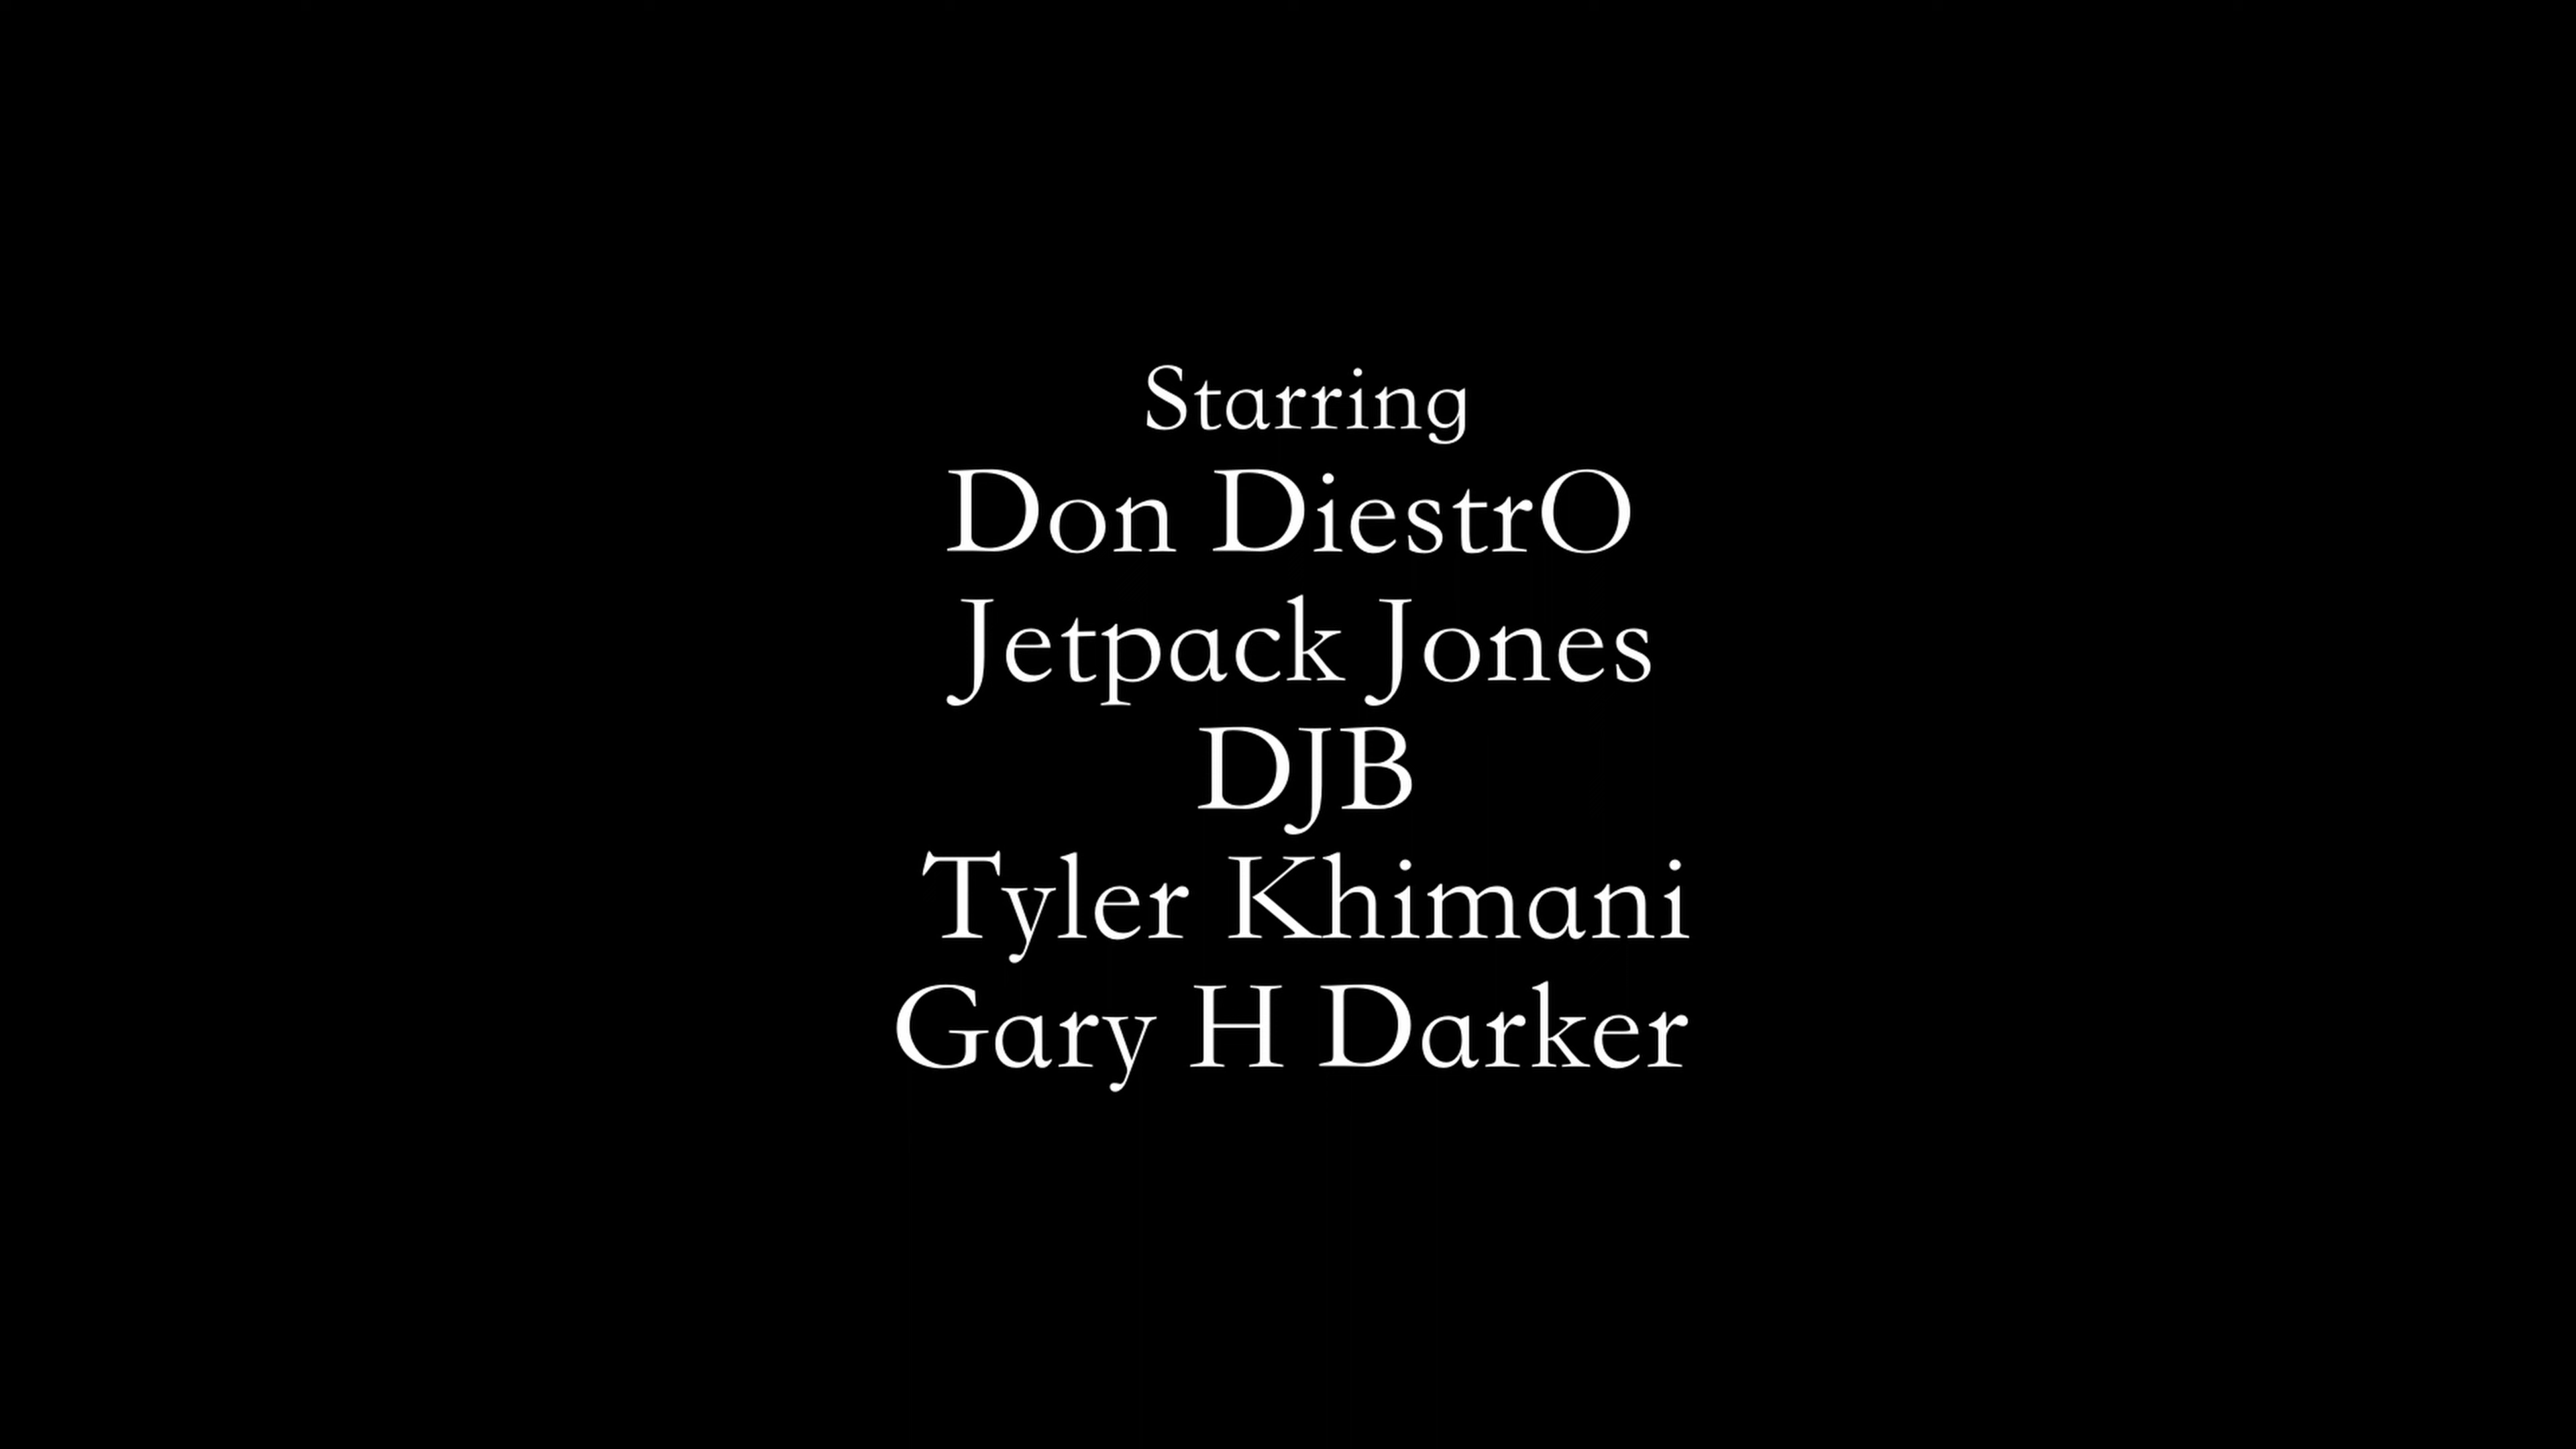 Starring
Don DiestrO
Jetpack Jones
DJB
Tyler Khimani
Gary H Darker